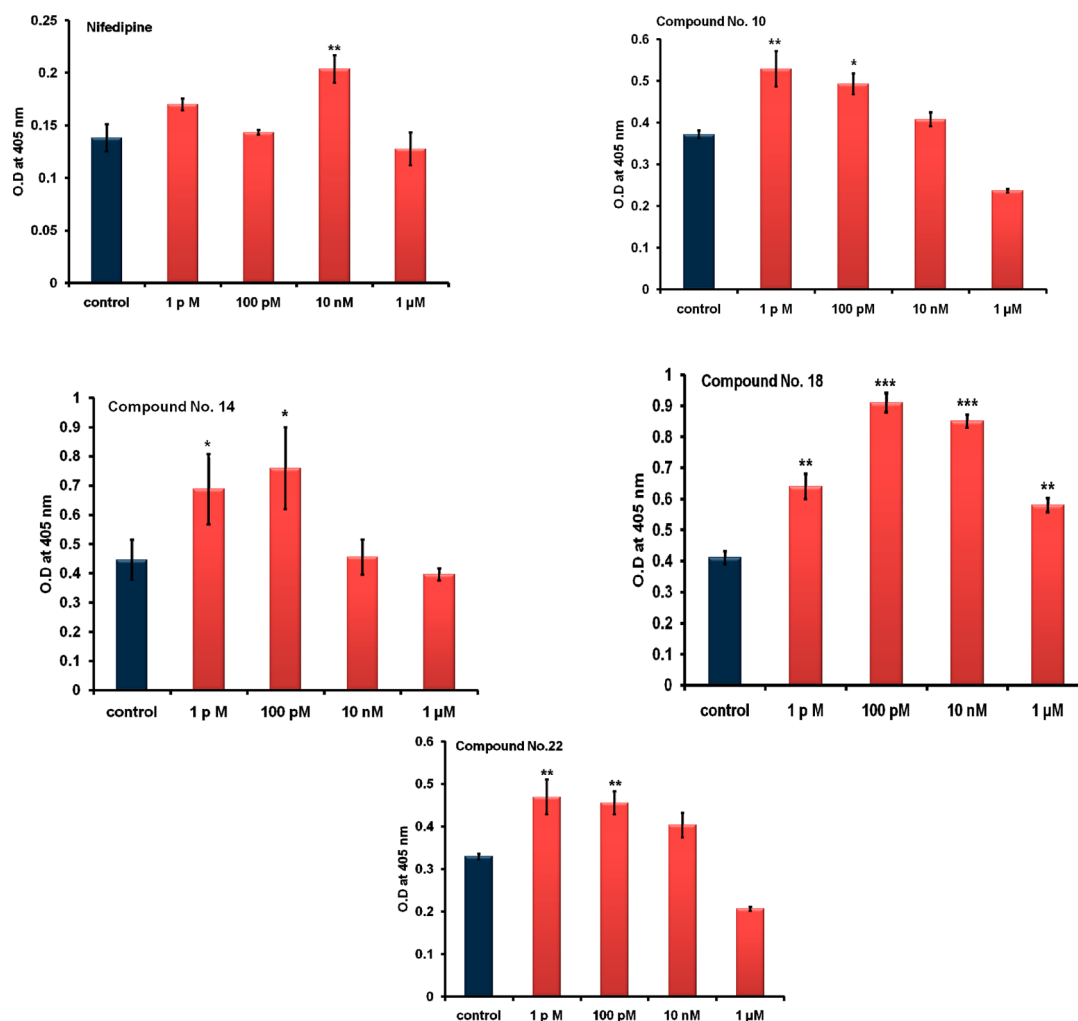 Nifedipine
O.D at 405 nm
0.25
0.2
0.15
0.1
0.05
0
**
control 1 p M 100 pM 10 nM 1 µM
Compound No. 10
O.D at 405 nm
0.6
0.5
0.4
0.3
0.2
0.1
0
** *
control 1 p M 100 pM 10 nM 1 µM
Compound No. 14
O.D at 405 nm
1
0.9
0.8
0.7
0.6
0.5
0.4
0.3
0.2
0.1
0
* *
control 1 p M 100 pM 10 nM 1 µM
Compound No. 18
O.D at 405 nm
1
0.9
0.8
0.7
0.6
0.5
0.4
0.3
0.2
0.1
0
** *** *** **
control 1 p M 100 pM 10 nM 1 µM
Compound No.22
O.D at 405 nm
0.6
0.5
0.4
0.3
0.2
0.1
0
** **
control 1 p M 100 pM 10 nM 1 µM